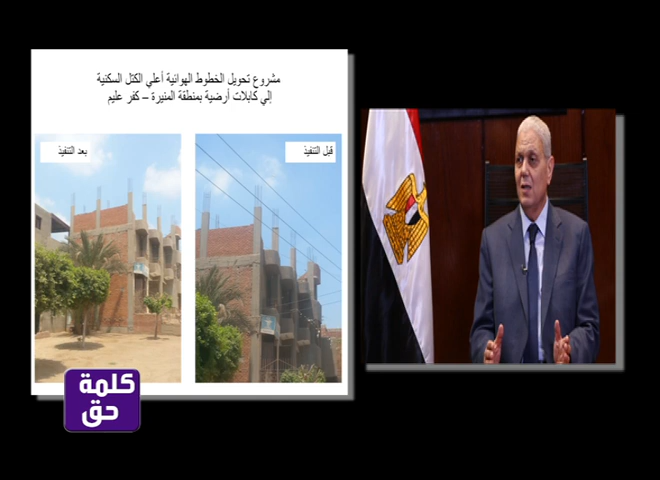 مشروع تحويل الخطوط الهوائية أعلي الكتل السكنية
إلي كابلات أرضية بمنطقة المنيرة – كفر عليم
قبل التنفيذ
بعد التنفيذ
كلمة
حق